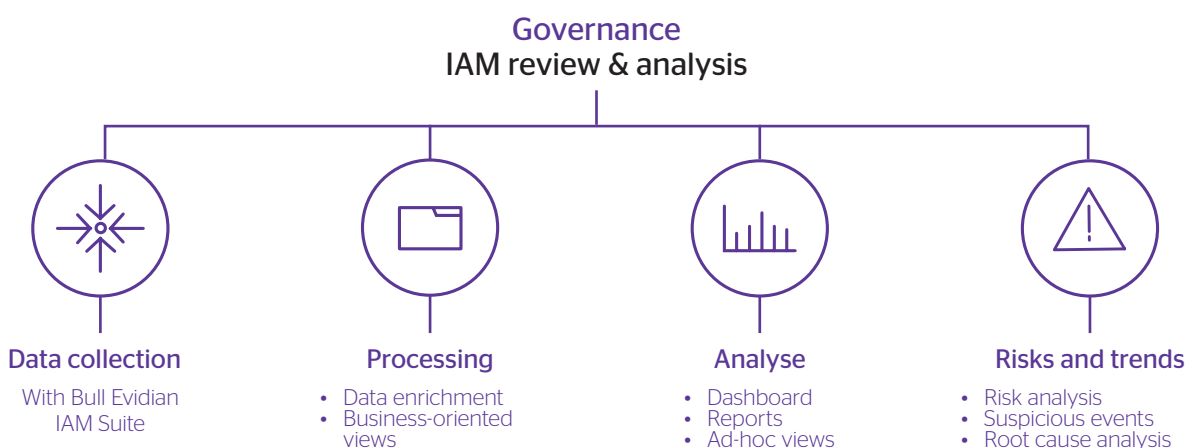 Governance
IAM review & analysis
Data collection
With Bull Evidian
IAM Suite
Processing
• Data enrichment
• Business-oriented
views
Analyse
• Dashboard
• Reports
• Ad-hoc views
Risks and trends
• Risk analysis
• Suspicious events
• Root cause analysis